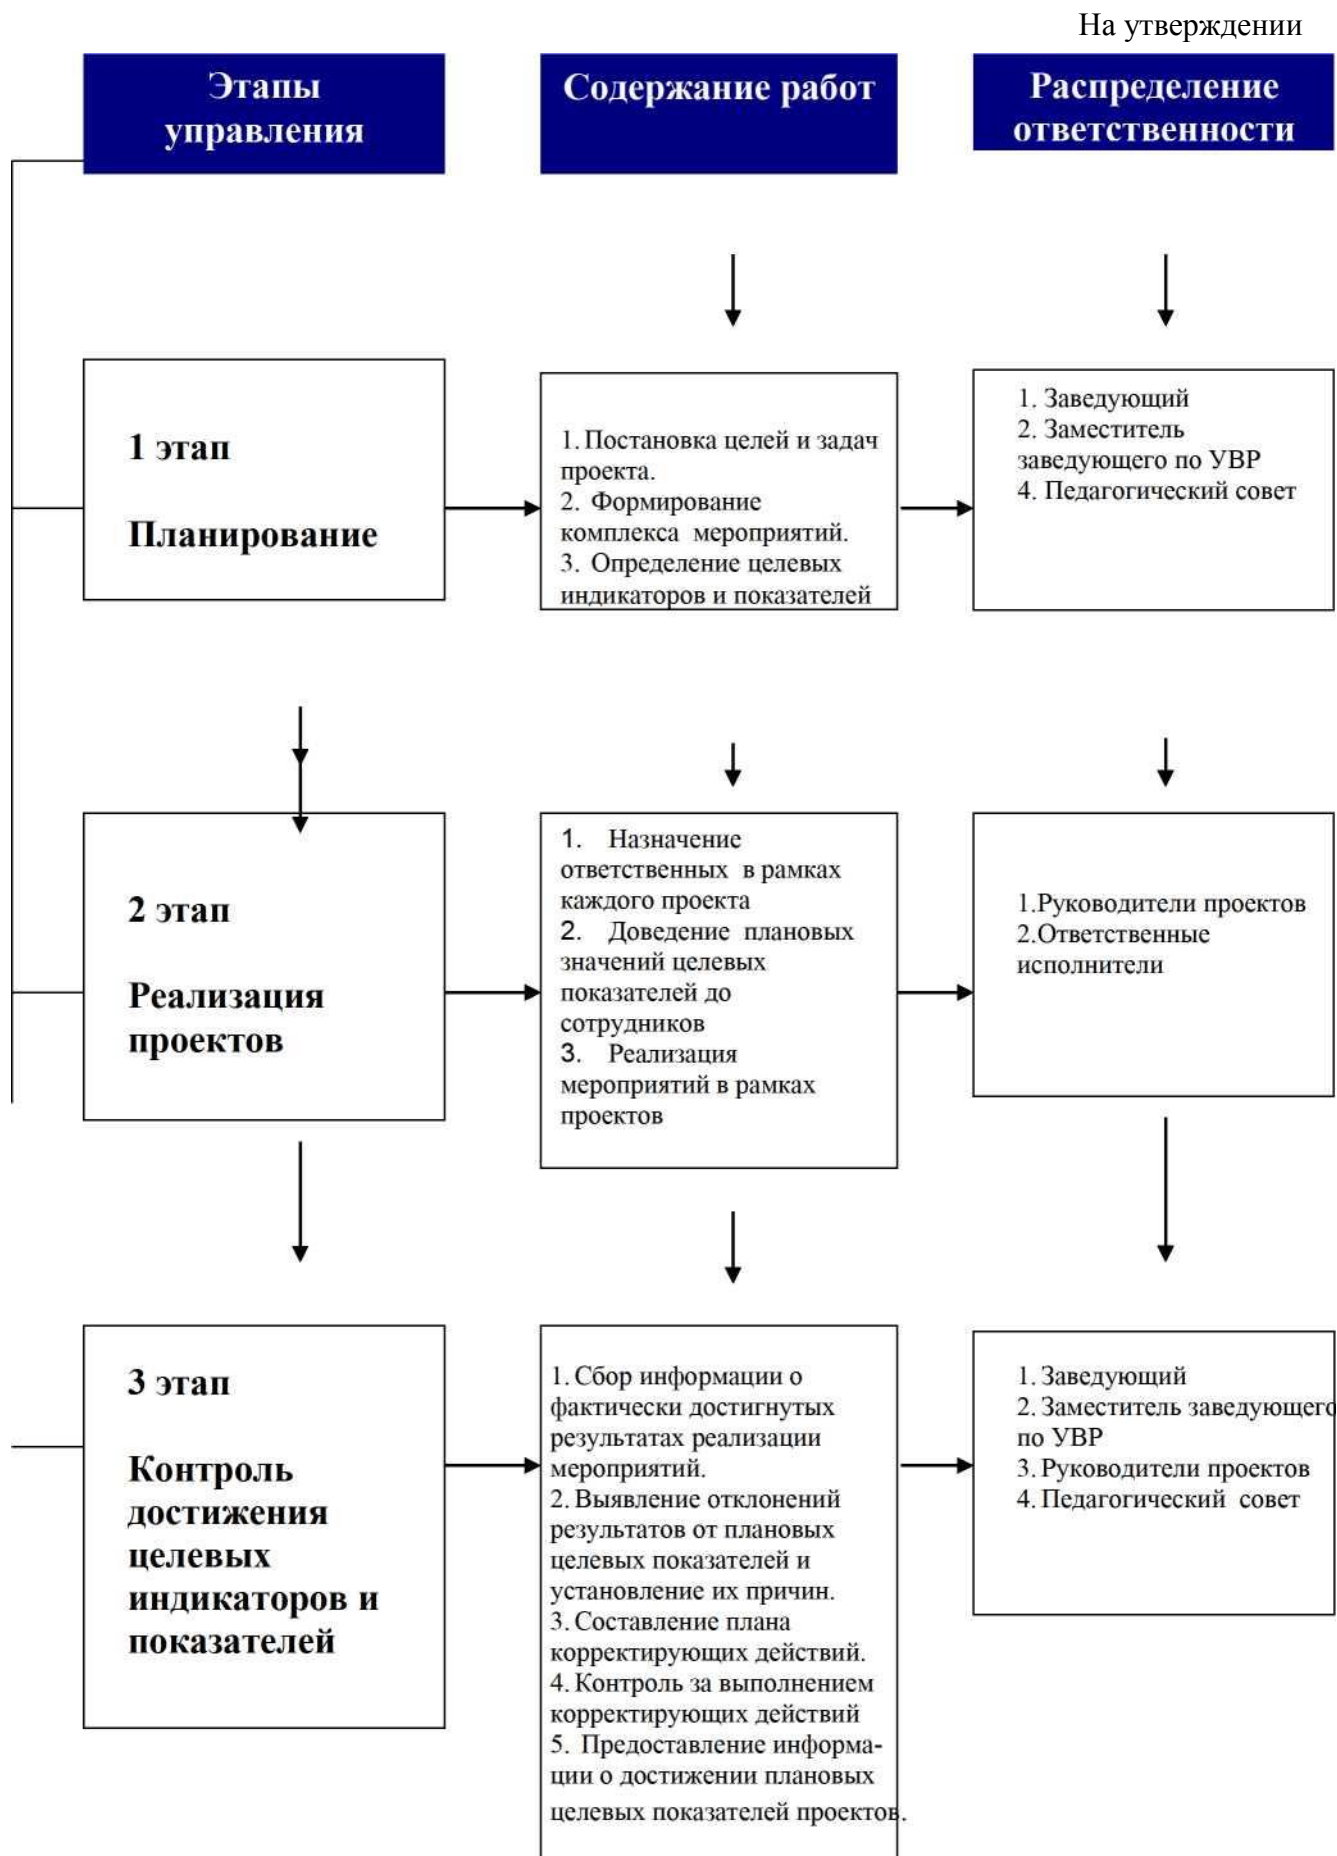 На утверждении
Этапы
управления
Содержание работ
Распределение
ответственности
1 этап
Планирование
1. Постановка целей и задач
проекта.
2. Формирование
комплекса мероприятий.
3. Определение целевых
индикаторов и показателей
1. Заведующий
2. Заместитель
заведующего по УВР
4. Педагогический совет
2 этап
Реализация
проектов
1. Назначение
ответственных в рамках
каждого проекта
2. Доведение плановых
значений целевых
показателей до
сотрудников
3. Реализация
мероприятий в рамках
проектов
1.Руководители проектов
2.Ответственные
исполнители
3 этап
Контроль
достижения
целевых
индикаторов и
показателей
1. Сбор информации о
фактически достигнутых
результатах реализации
мероприятий.
2. Выявление отклонений
результатов от плановых
целевых показателей и
установление их причин.
3. Составление плана
корректирующих действий.
4. Контроль за выполнением
корректирующих действий
5. Предоставление информа-
ции о достижении плановых
целевых показателей проектов.
1. Заведующий
2. Заместитель заведующего
по УВР
3. Руководители проектов
4. Педагогический совет